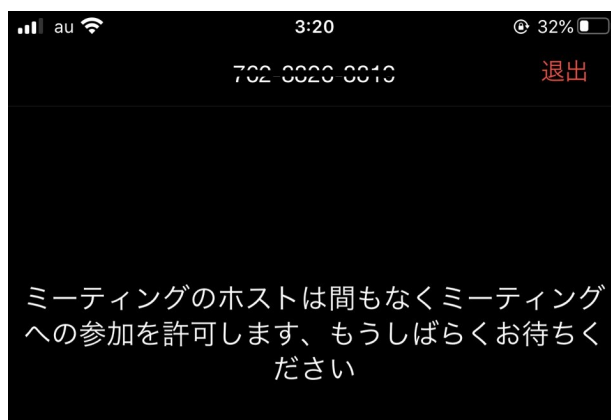 au 3:20 32%
退出
ミーティングのホストは間もなくミーティング
への参加を許可します、もうしばらくお待ちく
ださい